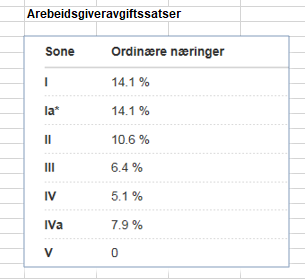 Arebeidsgiveravgiftssatser
Sone Ordinære næringer
I 14.1 %
Ia* 14.1 %
II 10.6 %
III 6.4 %
IV 5.1 %
IVa 7.9 %
V 0